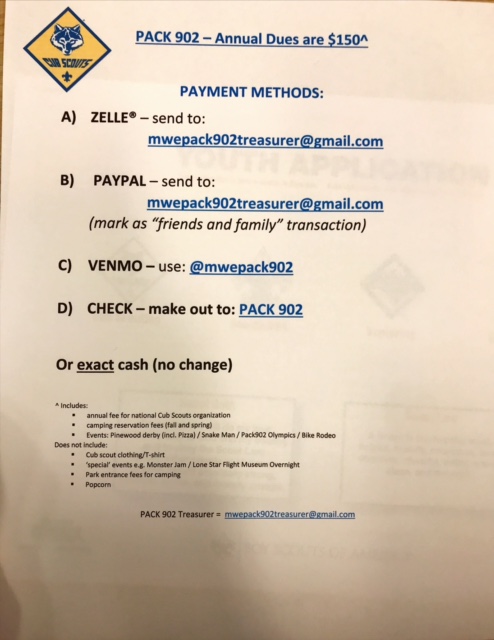 PACK 902 – Annual Dues are $150^
CUB SCOUTS
PAYMENT METHODS:
A) ZELLE® – send to:
mwepack902treasurer@gmail.com
B) PAYPAL – send to:
mwepack902treasurer@gmail.com
(mark as "friends and family" transaction)
C) VENMO – use: @mwepack902
D) CHECK – make out to: PACK 902
Or exact cash (no change)
^ Includes:
▪ annual fee for national Cub Scouts organization
▪ camping reservation fees (fall and spring)
▪ Events: Pinewood derby (incl. Pizza) / Snake Man / Pack902 Olympics / Bike Rodeo
Does not include:
▪ Cub scout clothing/T-shirt
▪ 'special' events e.g. Monster Jam / Lone Star Flight Museum Overnight
▪ Park entrance fees for camping
▪ Popcorn
PACK 902 Treasurer = mwepack902treasurer@gmail.com
YOUTH APPLICATION